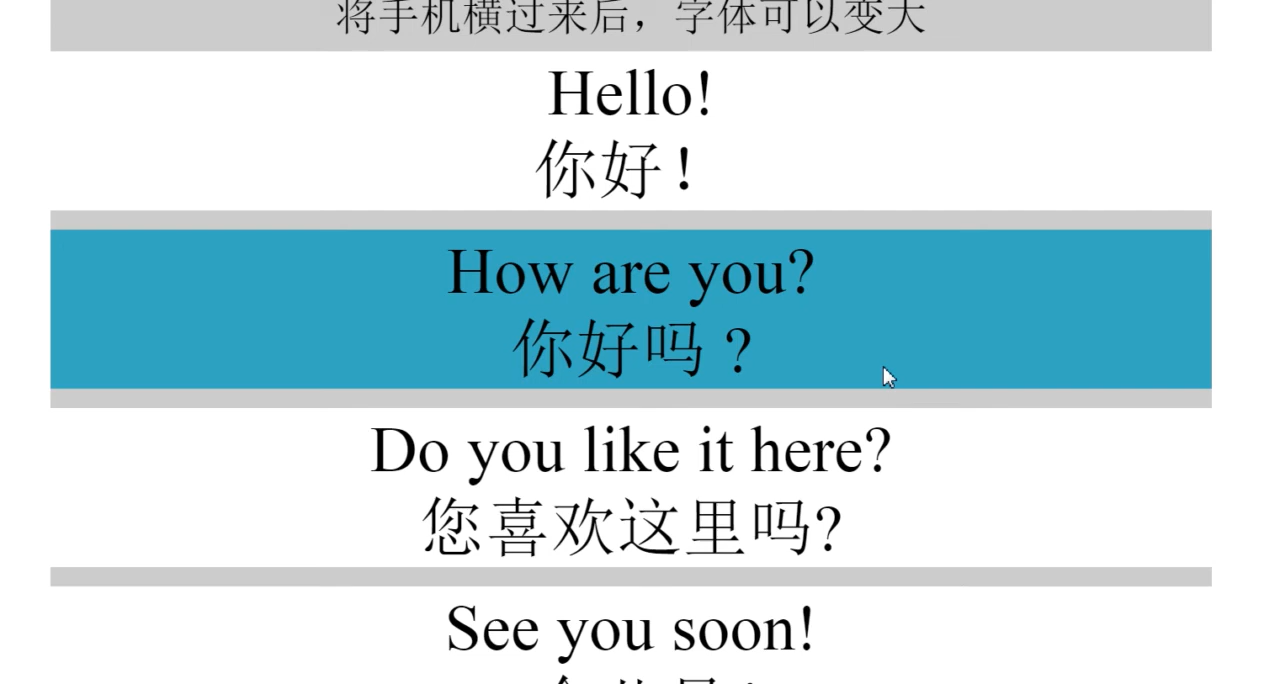 将手机横过来后，字体可以变大
Hello!
你好！
How are you?
你好吗？
Do you like it here?
您喜欢这里吗?
See you soon!